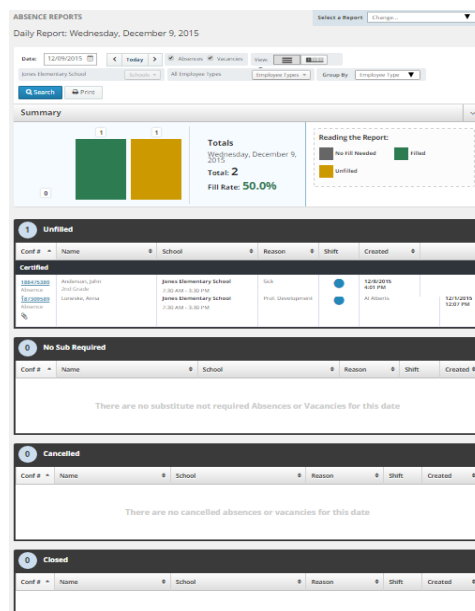 ABSENCE REPORTS
Select a Report Change...
Daily Report: Wednesday, December 9, 2015
Date: 12/09/2015 Today Absences Vacancies View:
Jones Elementary School Schools All Employee Types Employee Types Group By Employee Type
Search Print
Summary
1 1
0
Totals
Wednesday, December 9, 2015
Total: 2
Fill Rate: 50.0%
Reading the Report:
No Fill Needed Filled
Unfilled
1 Unfilled
Conf # Name School Reason Shift Created
Certified
188475380 Anderson, John Jones Elementary School Sick 12/8/2015
Absence 2nd Grade 7:30 AM - 3:30 PM 4:01 PM
Anna Jones Elementary School Prof. Development 12/1/2015
Absence 7:30 AM - 3:30 PM 12:07 PM
0 No Sub Required
Conf # Name School Reason Shift Created
There are no substitute not required Absences or Vacancies for this date
0 Cancelled
Conf # Name School Reason Shift Created
There are no cancelled absences or vacancies for this date
0 Closed
Conf # Name School Reason Shift Created